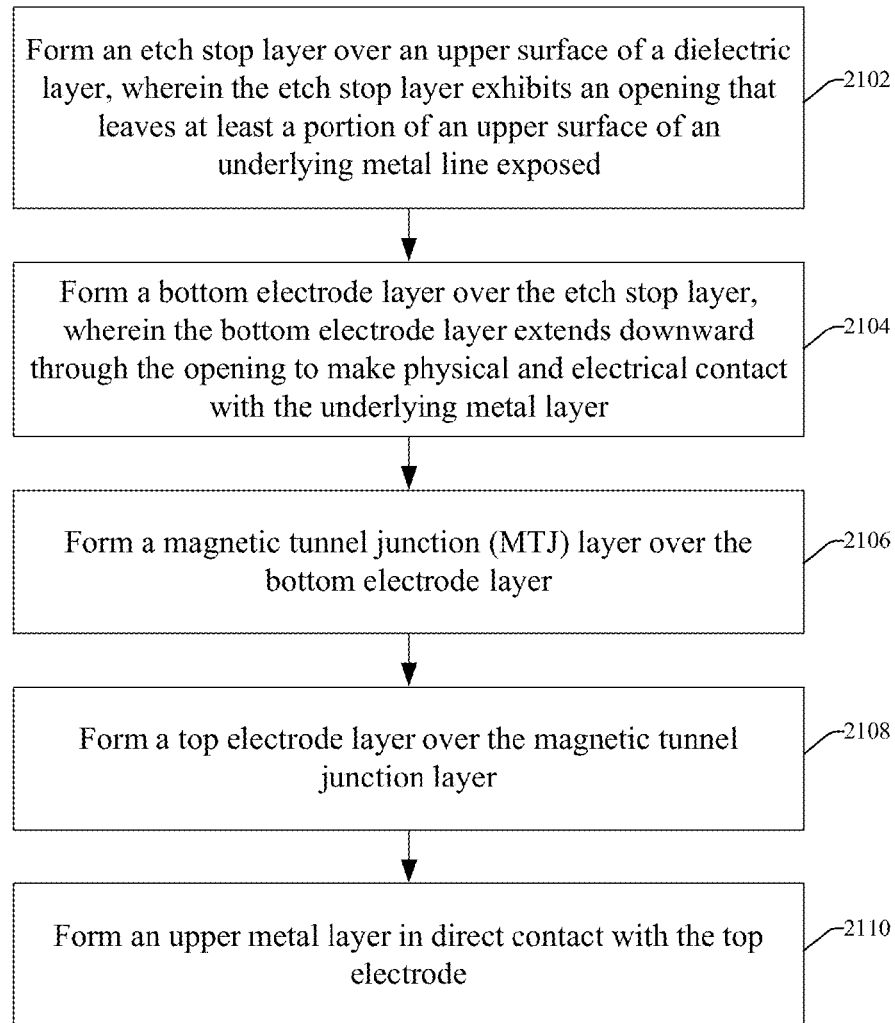 Form an etch stop layer over an upper surface of a dielectric
layer, wherein the etch stop layer exhibits an opening that
leaves at least a portion of an upper surface of an
underlying metal line exposed
2102
Form a bottom electrode layer over the etch stop layer,
wherein the bottom electrode layer extends downward
through the opening to make physical and electrical contact
with the underlying metal layer
2104
Form a magnetic tunnel junction (MTJ) layer over the
bottom electrode layer
2106
Form a top electrode layer over the magnetic tunnel
junction layer
2108
Form an upper metal layer in direct contact with the top
electrode
2110